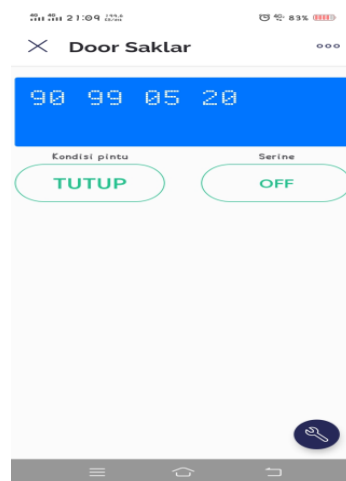 21:09
83%
Door Saklar
90 99 05 20
Kondisi pintu Serine
TUTUP OFF